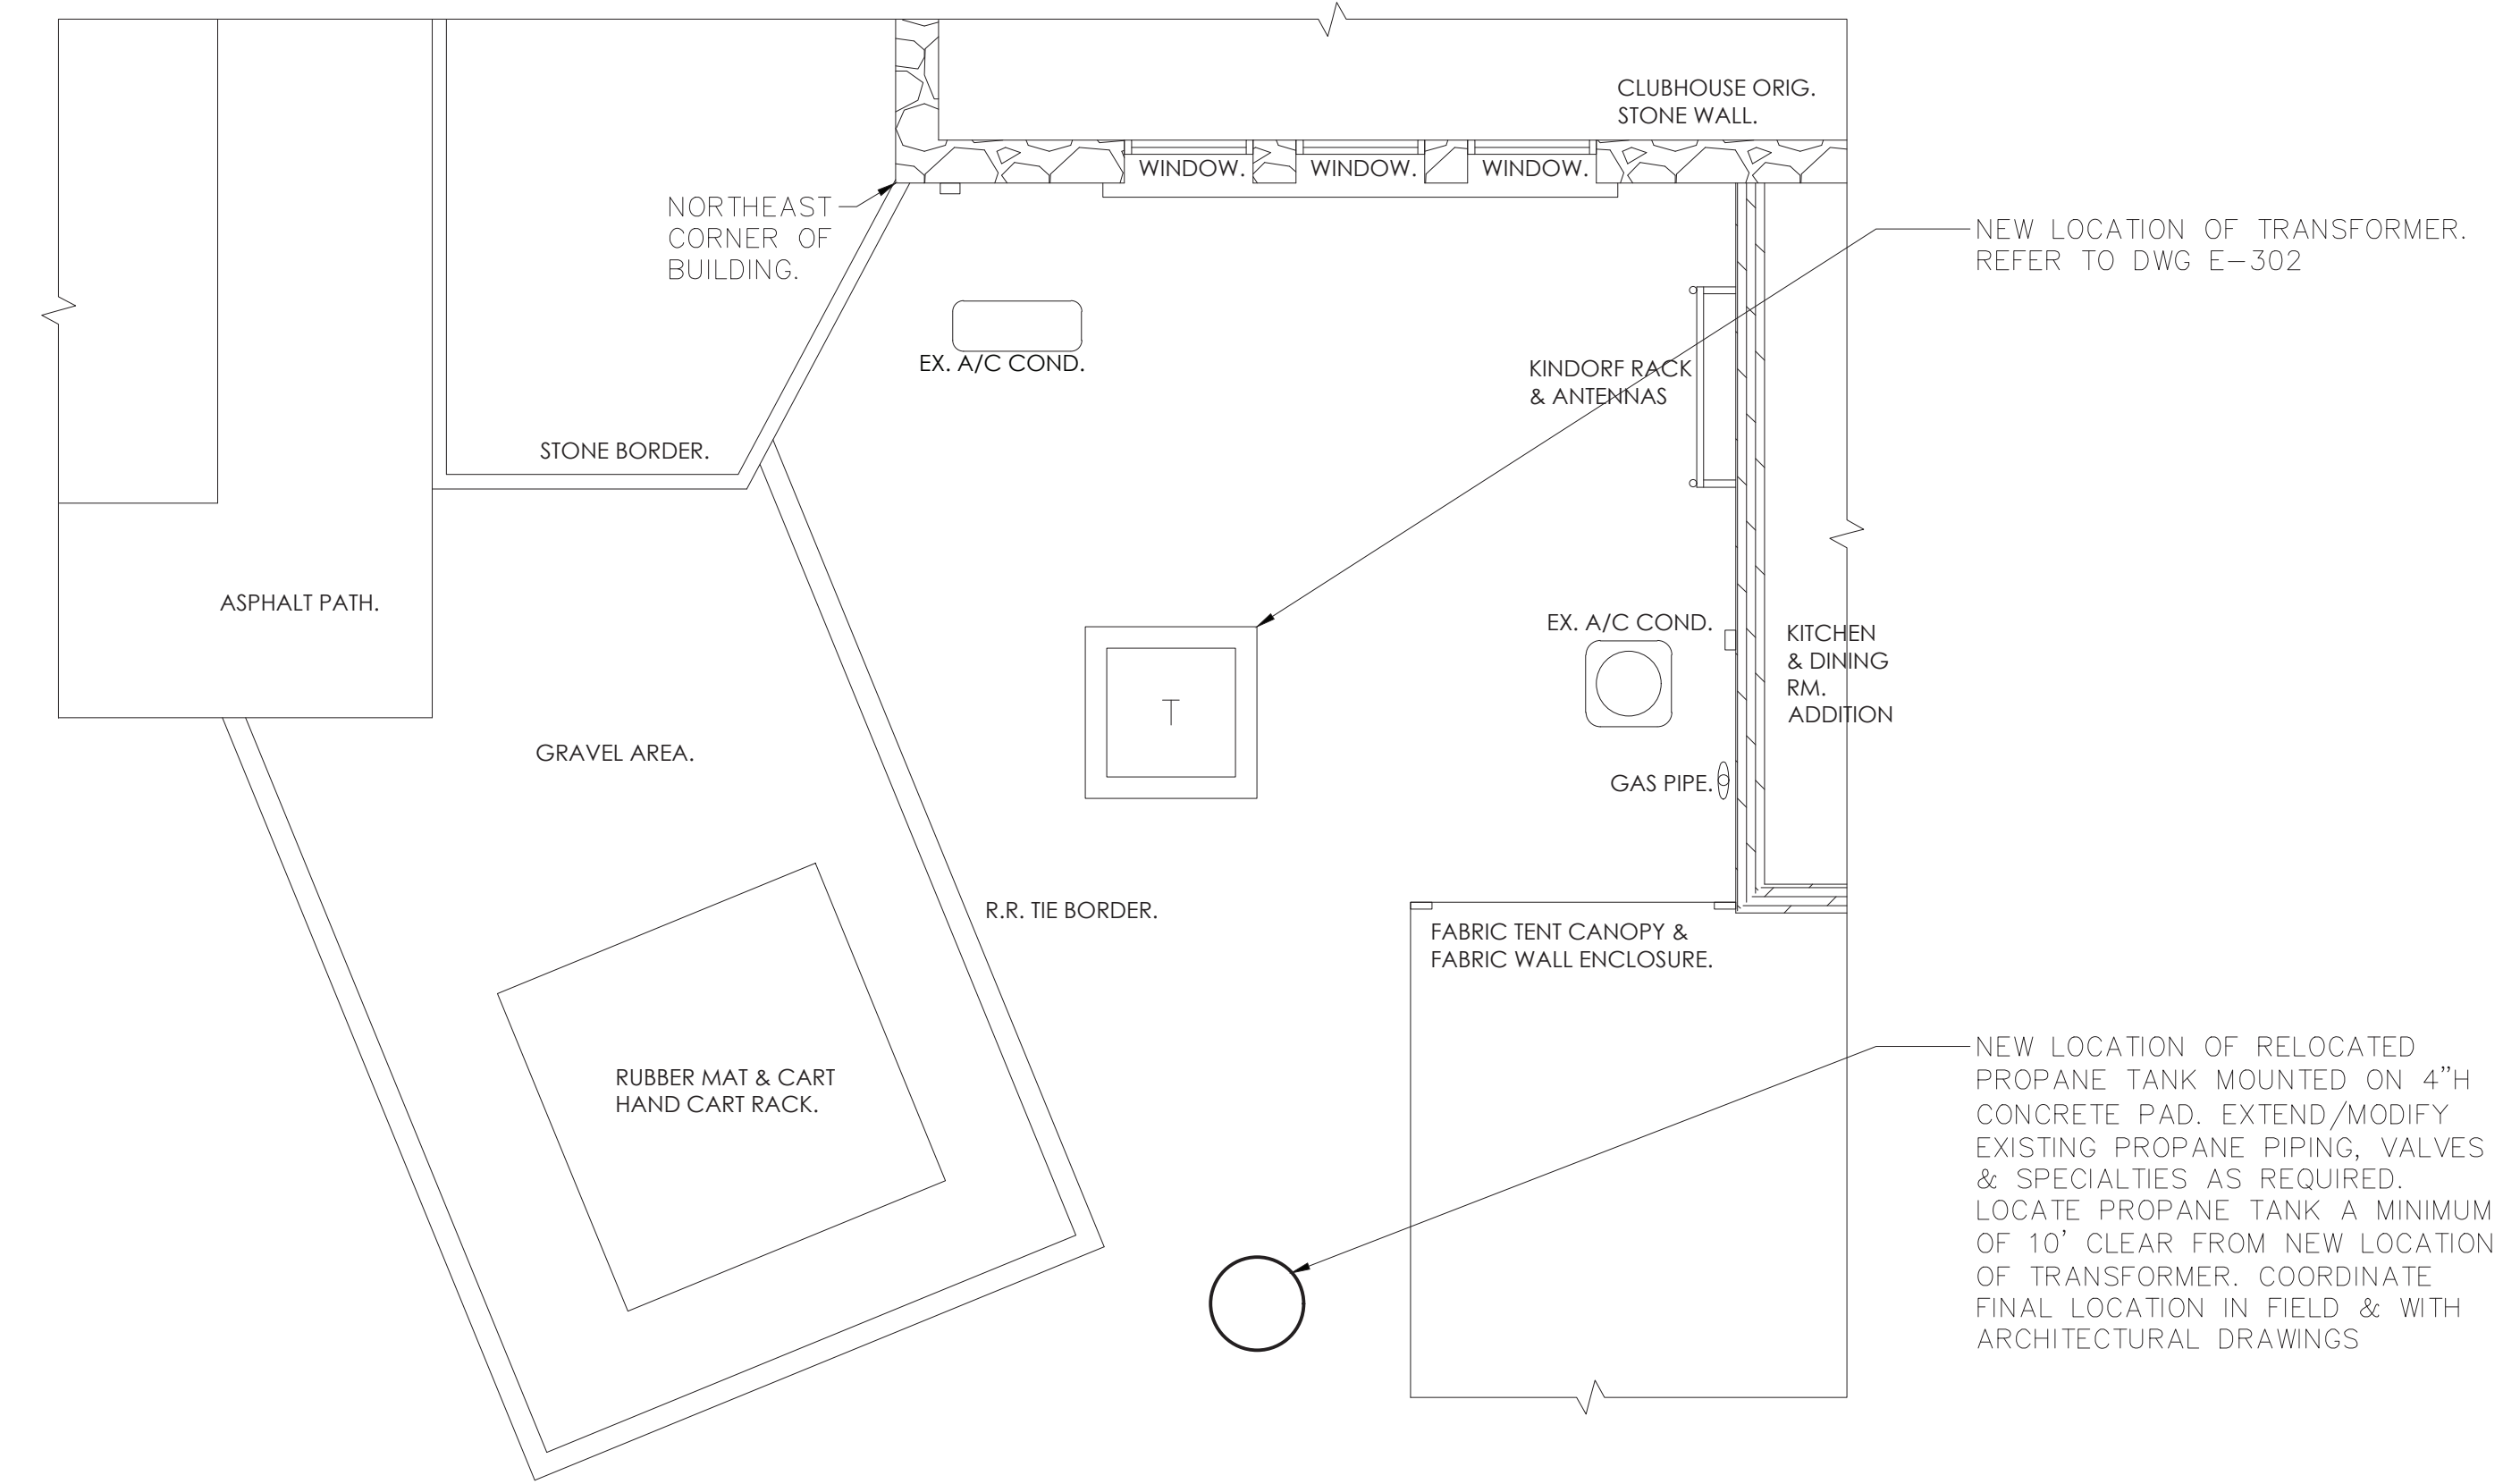 CLUBHOUSE ORIG.
STONE WALL.
WINDOW.
WINDOW.
WINDOW.
NORTHEAST
CORNER OF
BUILDING.
NEW LOCATION OF TRANSFORMER.
REFER TO DWG E-302
EX. A/C COND.
KINDORF RACK
& ANTENNAS
STONE BORDER.
ASPHALT PATH.
EX. A/C COND.
KITCHEN
& DINING
RM.
ADDITION
T
GRAVEL AREA.
GAS PIPE.
R.R. TIE BORDER.
FABRIC TENT CANOPY &
FABRIC WALL ENCLOSURE.
RUBBER MAT & CART
HAND CART RACK.
NEW LOCATION OF RELOCATED
PROPANE TANK MOUNTED ON 4”H
CONCRETE PAD. EXTEND/MODIFY
EXISTING PROPANE PIPING, VALVES
& SPECIALTIES AS REQUIRED.
LOCATE PROPANE TANK A MINIMUM
OF 10’ CLEAR FROM NEW LOCATION
OF TRANSFORMER. COORDINATE
FINAL LOCATION IN FIELD & WITH
ARCHITECTURAL DRAWINGS